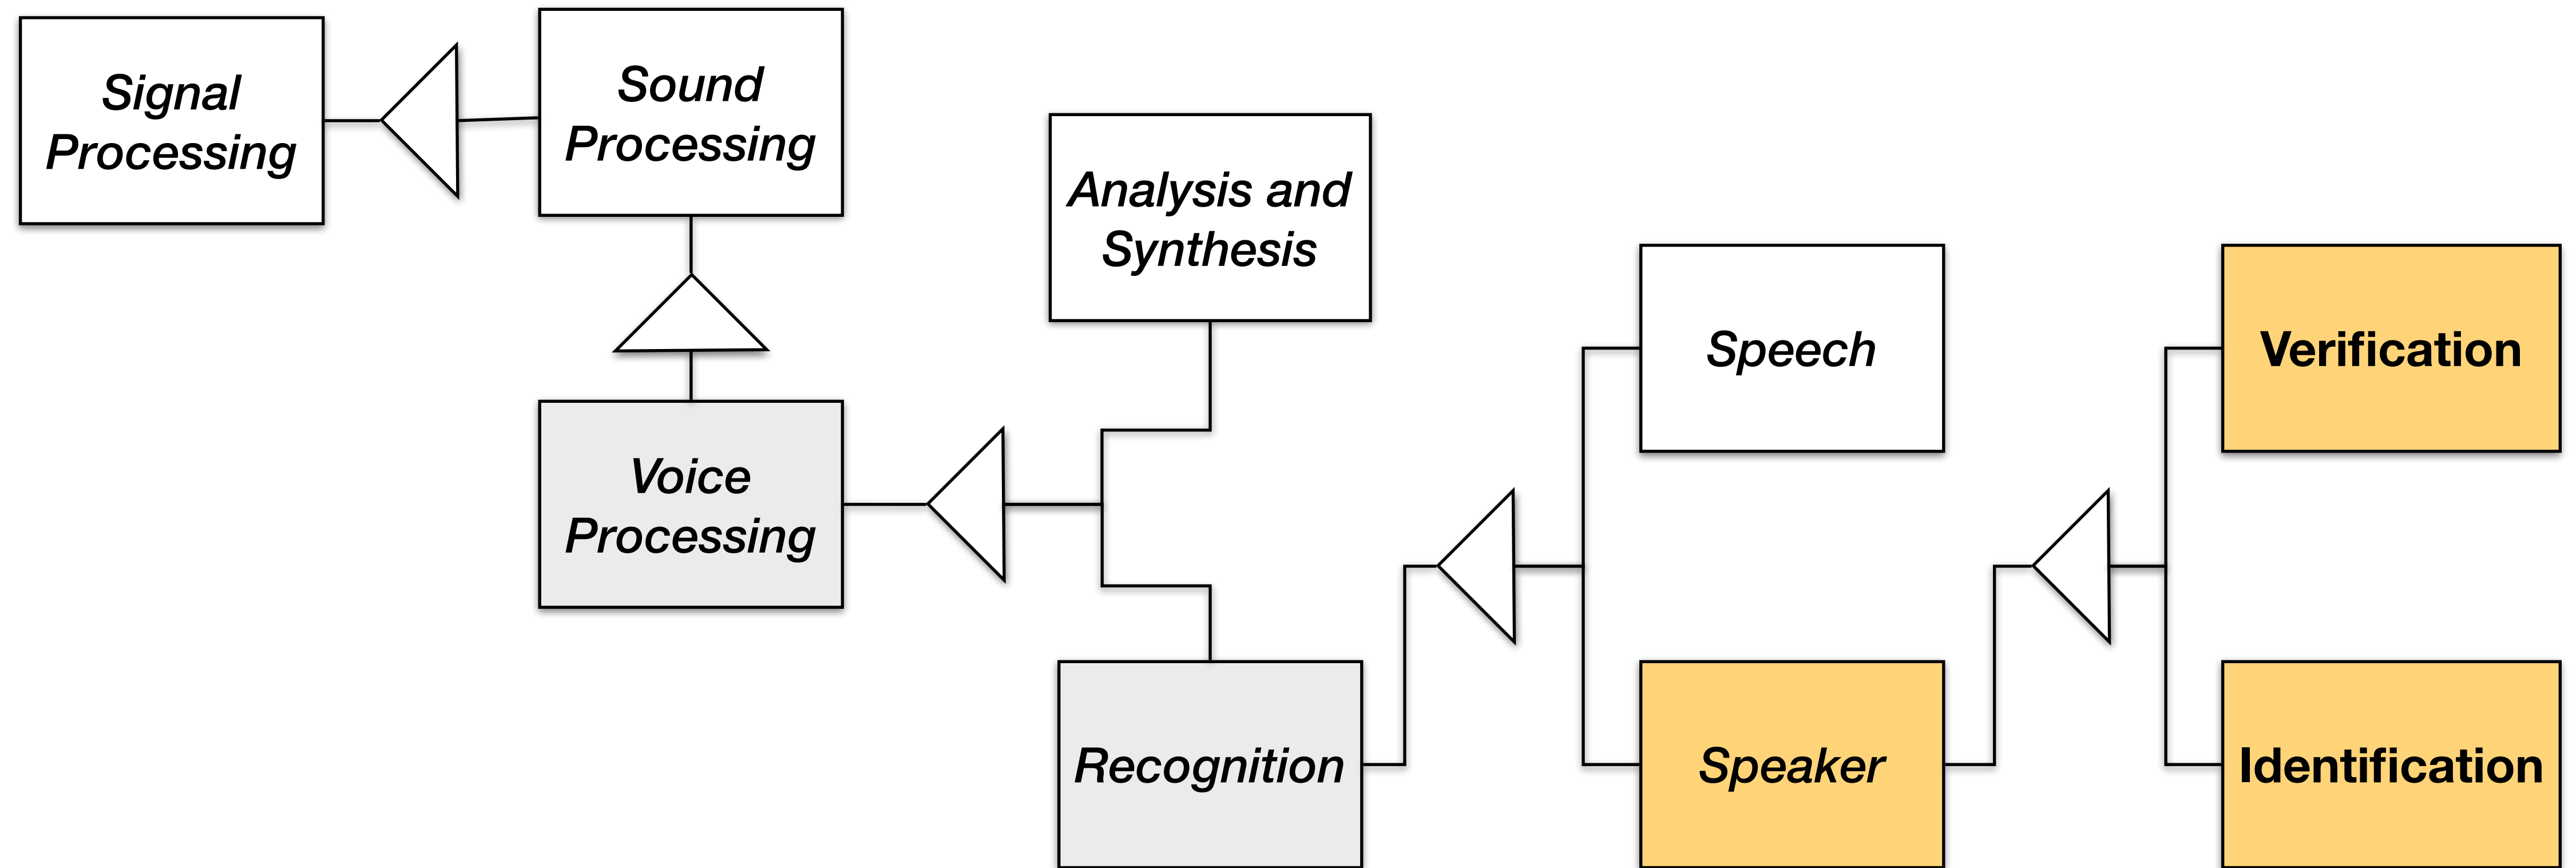 Signal
Processing
Sound
Processing
Analysis and
Synthesis
Speech
Verification
Voice
Processing
Recognition
Speaker
Identification